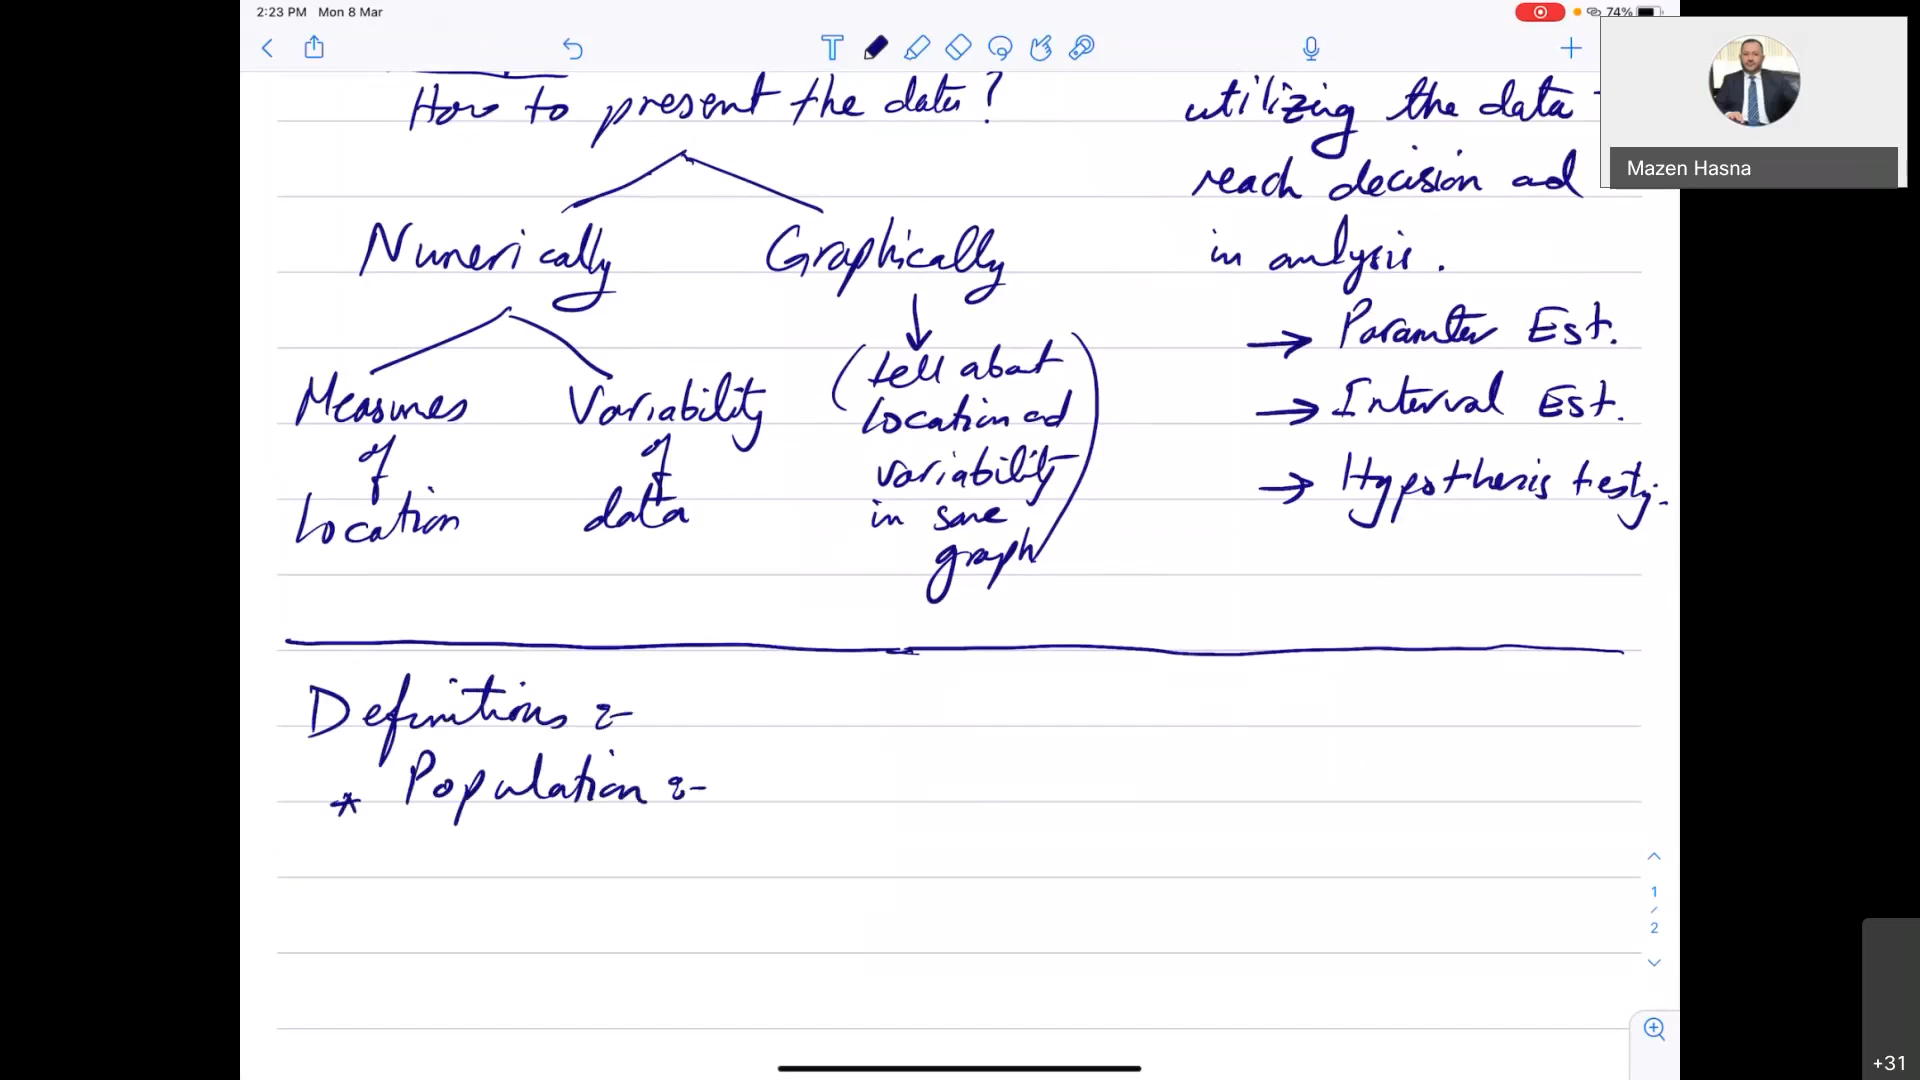 2:23 PM Mon 8 Mar
74%
Mazen Hasna
How to present the data?
Numerically Graphically
Measures of Location
Variability of data
(tell about
location and
variability
in same
graph)
utilizing the data
reach decision and
in analysis.
→ Paramter Est.
→ Interval Est.
→ Hypothesis testing.
Definitions :-
* Population :-
1
/
2
+31